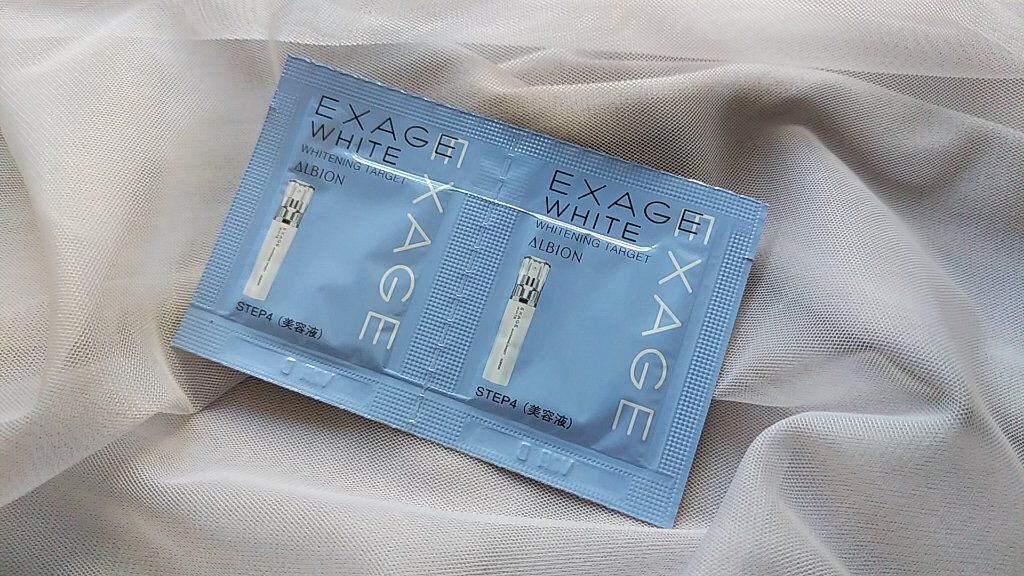 EXAGE
WHITE
WHITENING TARGET
ALBION
EXAGE
STEP4 (美容液)
EXAGE
WHITE
WHITENING TARGET
ALBION
EXAGE
STEP4 (美容液)